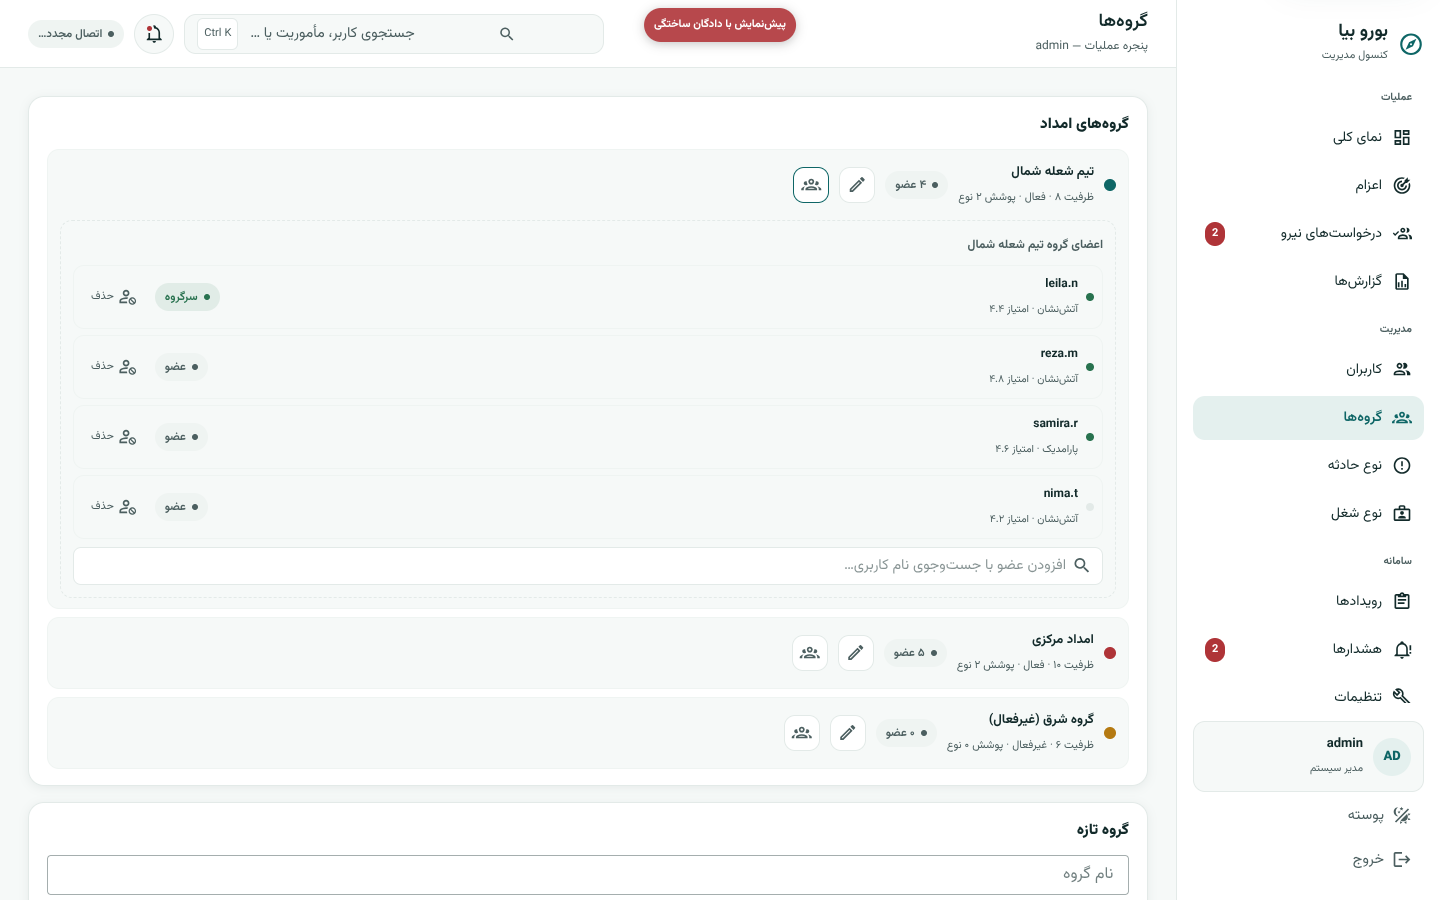 بورو بیا
کنسول مدیریت
عملیات
نمای کلی
اعزام
درخواست‌های نیرو
2
گزارش‌ها
مدیریت
کاربران
گروه‌ها
نوع حادثه
نوع شغل
سامانه
رویدادها
هشدارها
2
تنظیمات
AD
admin
مدیر سیستم
پوسته
خروج
گروه‌ها
پنجره عملیات — admin
پیش‌نمایش با دادگان ساختگی
جستجوی کاربر، مأموریت یا ...
Ctrl K
اتصال مجدد...
گروه‌های امداد
تیم شعله شمال
ظرفیت ۸ · فعال · پوشش ۲ نوع
۴ عضو
اعضای گروه تیم شعله شمال
leila.n
آتش‌نشان · امتیاز ۴.۴
سرگروه
حذف
reza.m
آتش‌نشان · امتیاز ۴.۸
عضو
حذف
samira.r
پارامدیک · امتیاز ۴.۶
عضو
حذف
nima.t
آتش‌نشان · امتیاز ۴.۲
عضو
حذف
افزودن عضو با جست‌وجوی نام کاربری...
امداد مرکزی
ظرفیت ۱۰ · فعال · پوشش ۲ نوع
۵ عضو
گروه شرق (غیرفعال)
ظرفیت ۶ · غیرفعال · پوشش ۰ نوع
۰ عضو
گروه تازه
نام گروه